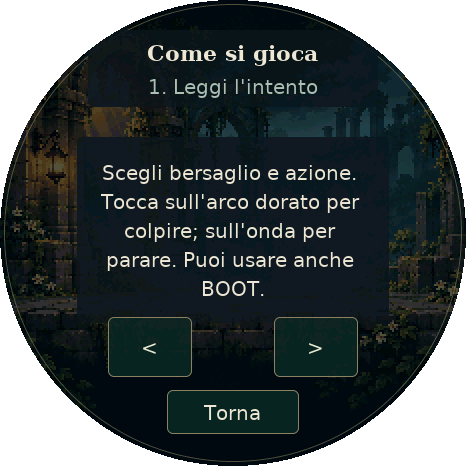 Come si gioca
1. Leggi l'intento
Scegli bersaglio e azione.
Tocca sull'arco dorato per
colpire; sull'onda per
parare. Puoi usare anche
BOOT.
< >
Torna